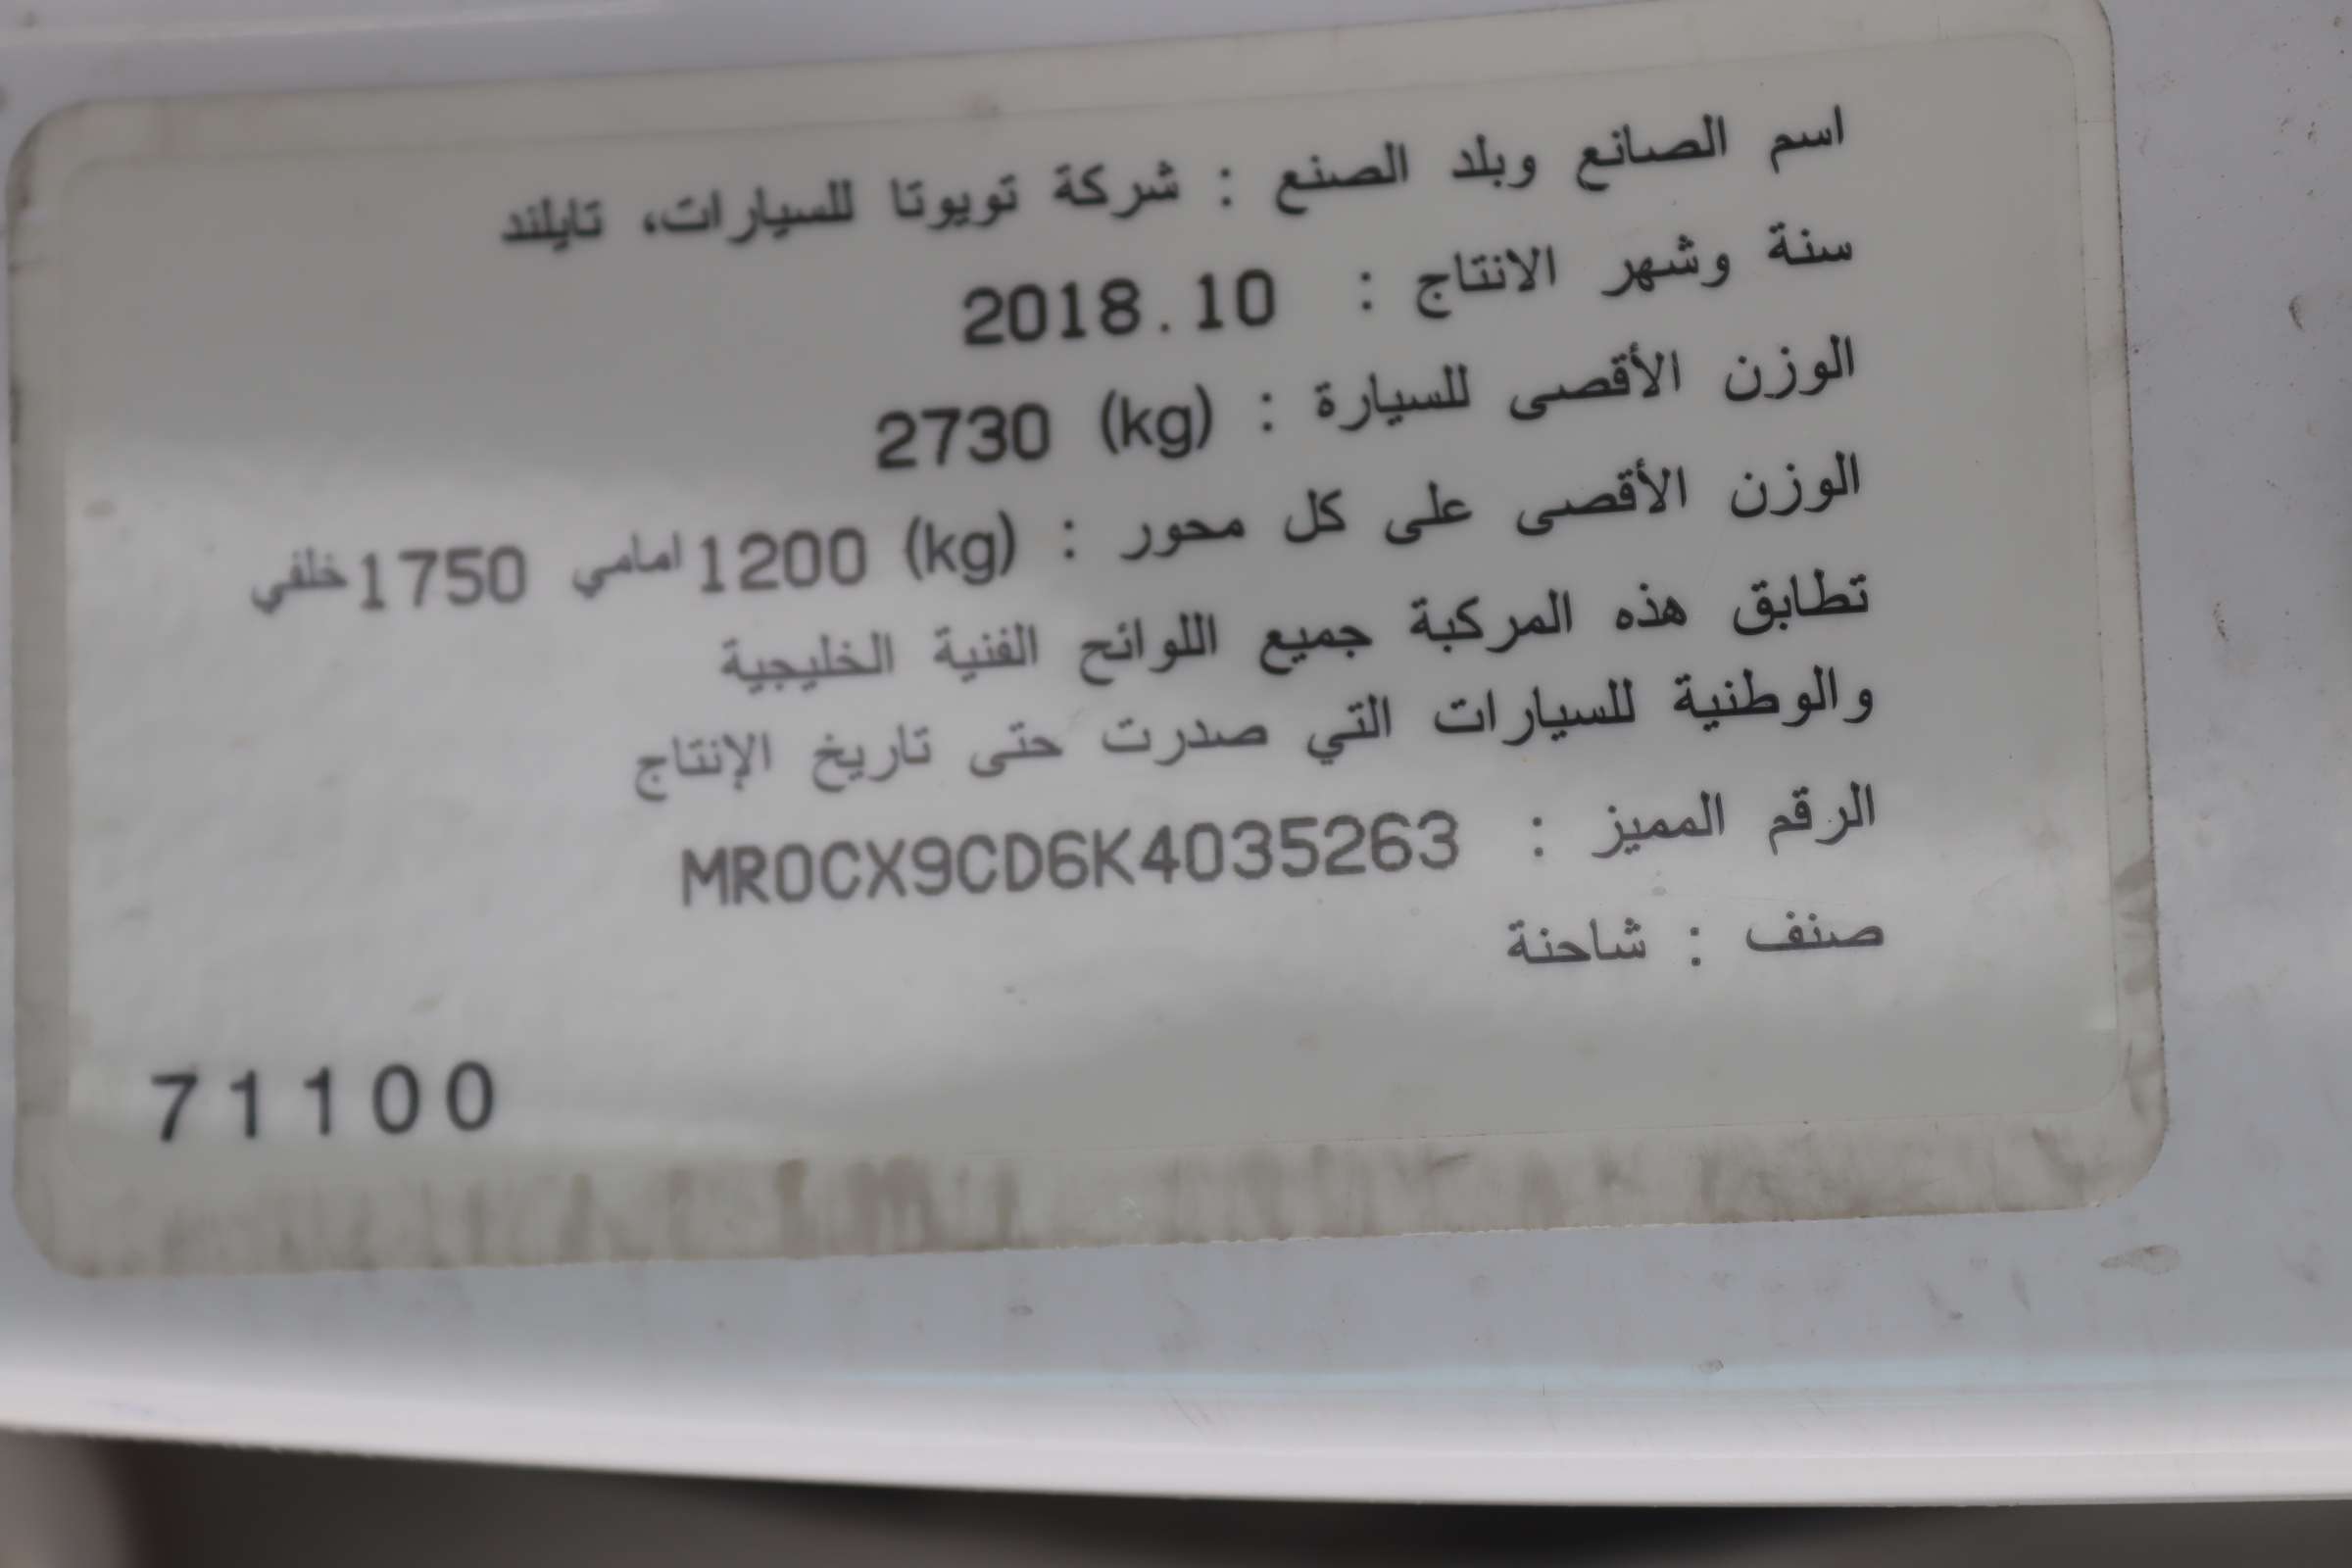 اسم الصانع وبلد الصنع : شركة تويوتا للسيارات، تايلند
سنة وشهر الانتاج : 2018.10
الوزن الأقصى للسيارة : (kg) 2730
الوزن الأقصى على كل محور : (kg) 1200 امامي 1750 خلفي
تطابق هذه المركبة جميع اللوائح الفنية الخليجية
والوطنية للسيارات التي صدرت حتى تاريخ الإنتاج
الرقم المميز : MR0CX9CD6K4035263
صنف : شاحنة
71100